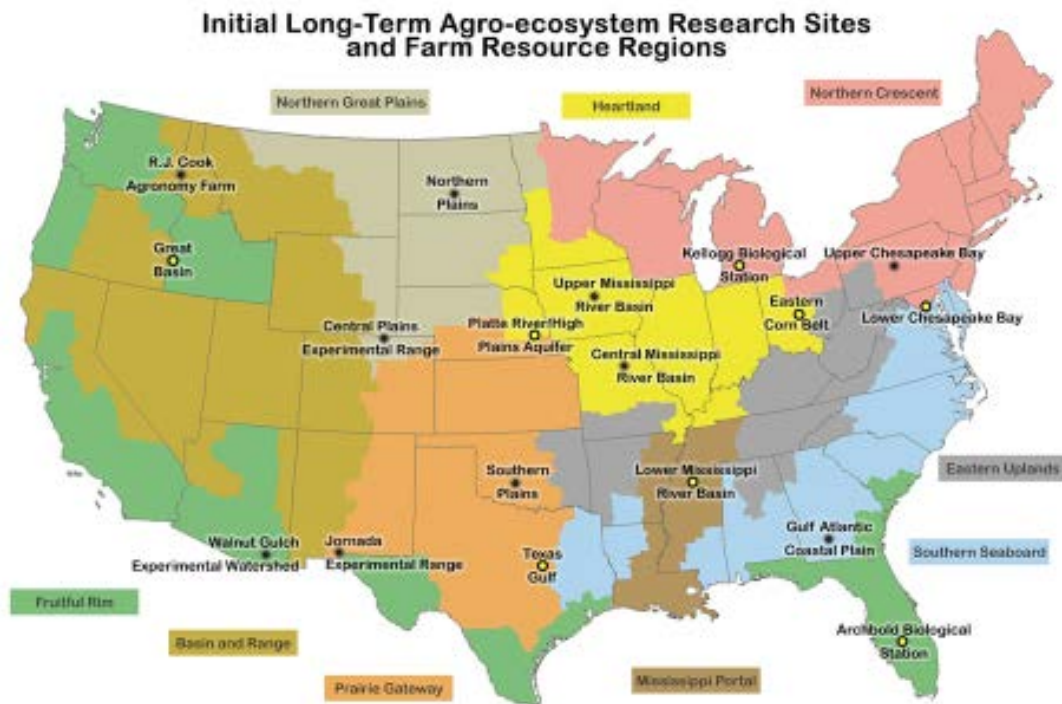 Initial Long-Term Agro-ecosystem Research Sites
and Farm Resource Regions
Northern Great Plains
Heartland
Northern Crescent
R.J. Cook
Agronomy Farm
Northern
Plains
Great
Basin
Kellogg Biological
Station
Upper Chesapeake Bay
Upper Mississippi
River Basin
Eastern
Corn Belt
Lower Chesapeake Bay
Central Plains
Experimental Range
Platte River/High
Plains Aquifer
Central Mississippi
River Basin
Southern
Plains
Lower Mississippi
River Basin
Eastern Uplands
Walnut Gulch
Experimental Watershed
Jornada
Experimental Range
Texas
Gulf
Gulf Atlantic
Coastal Plain
Southern Seaboard
Fruitful Rim
Basin and Range
Archbold Biological
Station
Prairie Gateway
Mississippi Portal